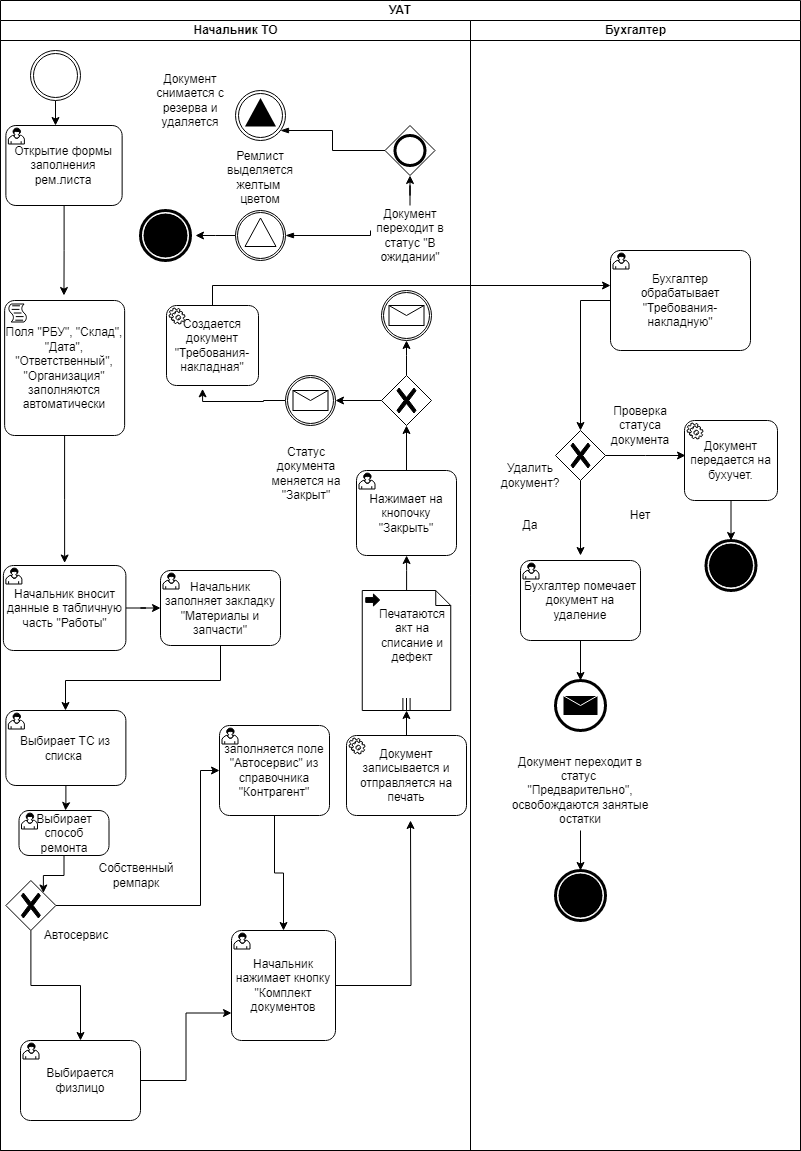 УАТ
Начальник ТО
Бухгалтер
Документ
снимается с
резерва и
удаляется
Открытие формы
заполнения
рем.листа
Ремлист
выделяется
желтым
цветом
Документ
переходит в
статус "В
ожидании"
Бухгалтер
обрабатывает
"Требования-
накладную"
Поля "РБУ", "Склад",
"Дата",
"Ответственный",
"Организация"
заполняются
автоматически
Создается
документ
"Требования-
накладная"
Статус
документа
меняется на
"Закрыт"
Нажимает на
кнопочку
"Закрыть"
Удалить
документ?
Проверка
статуса
документа
Документ
передается на
бухучет.
Да
Нет
Начальник вносит
данные в табличную
часть "Работы"
Начальник
заполняет закладку
"Материалы и
запчасти"
Печатаются
акт на
списание и
дефект
Бухгалтер помечает
документ на
удаление
Выбирает ТС из
списка
заполняется поле
"Автосервис" из
справочника
"Контрагент"
Документ
записывается и
отправляется на
печать
Документ переходит в
статус
"Предварительно",
освобождаются занятые
остатки
Выбирает
способ
ремонта
Собственный
ремпарк
Автосервис
Начальник
нажимает кнопку
"Комплект
документов
Выбирается
физлицо